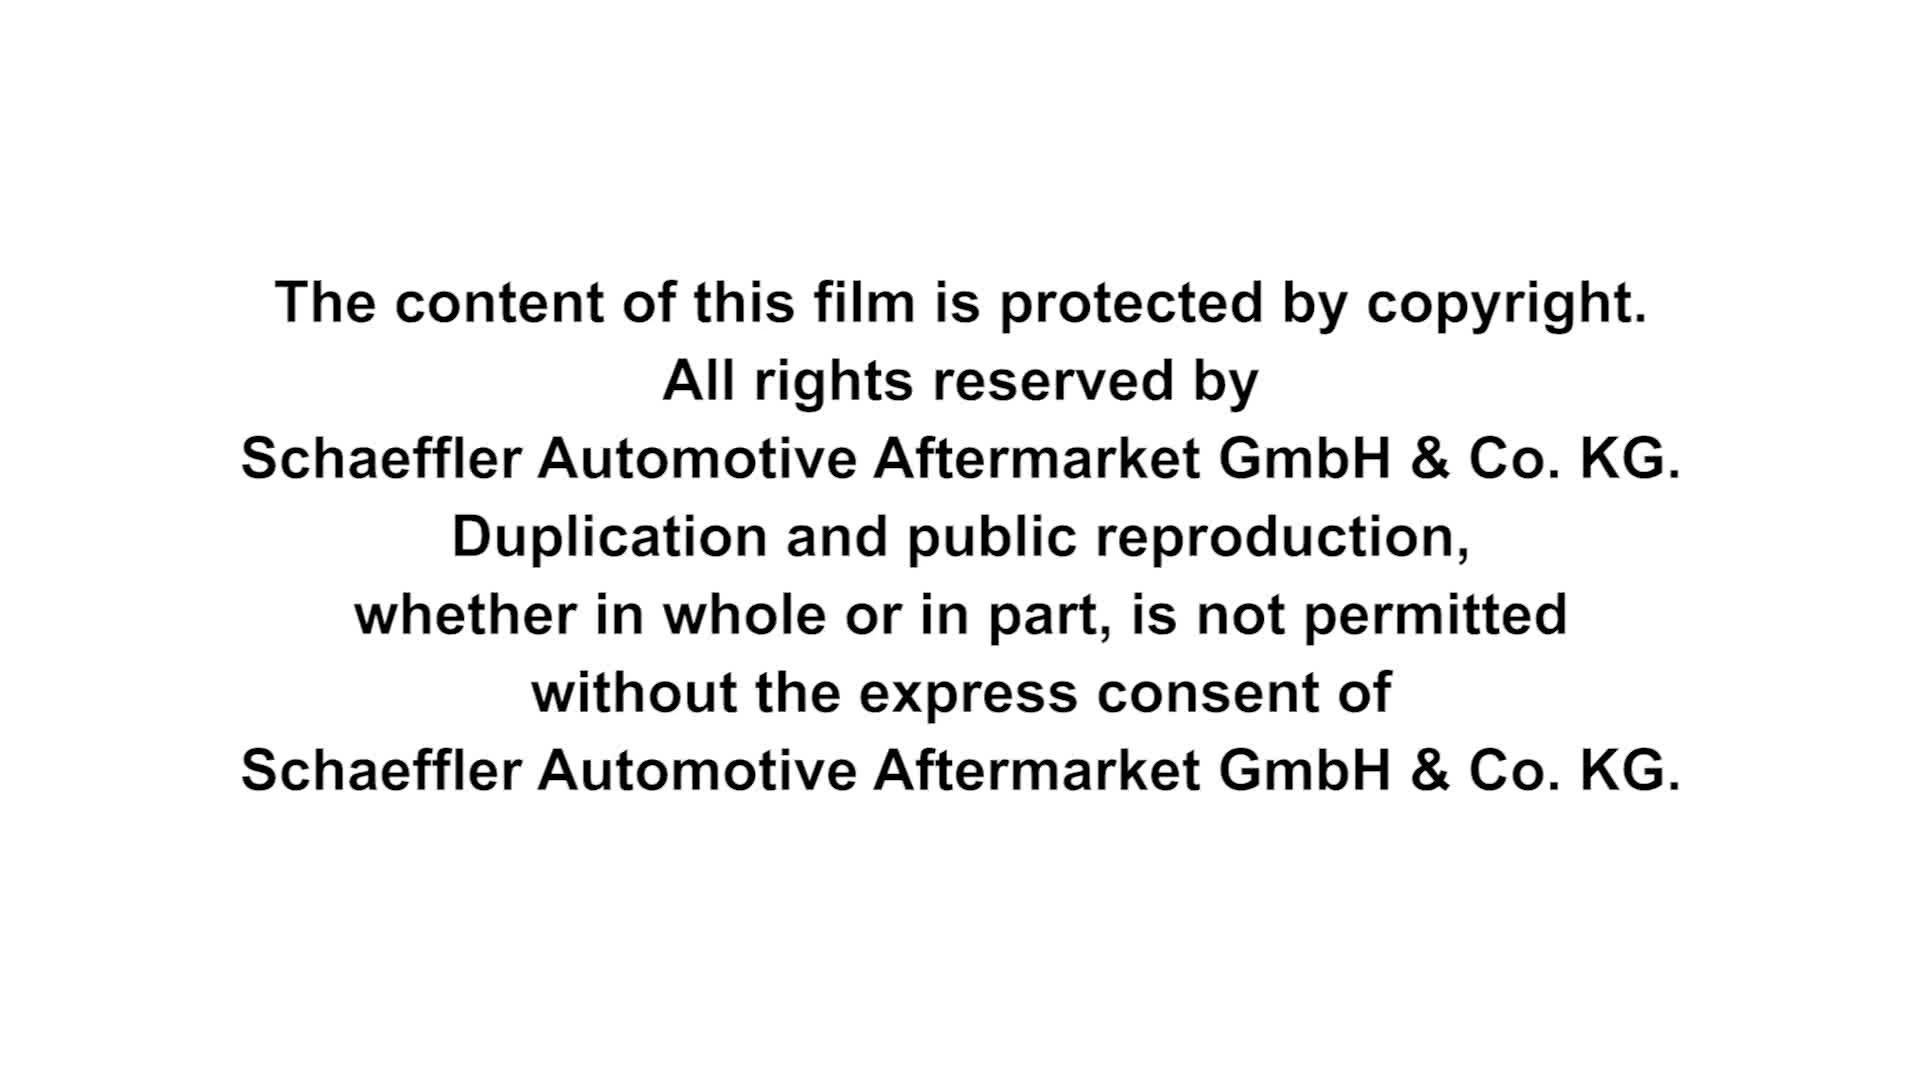 The content of this film is protected by copyright.
All rights reserved by
Schaeffler Automotive Aftermarket GmbH & Co. KG.
Duplication and public reproduction,
whether in whole or in part, is not permitted
without the express consent of
Schaeffler Automotive Aftermarket GmbH & Co. KG.